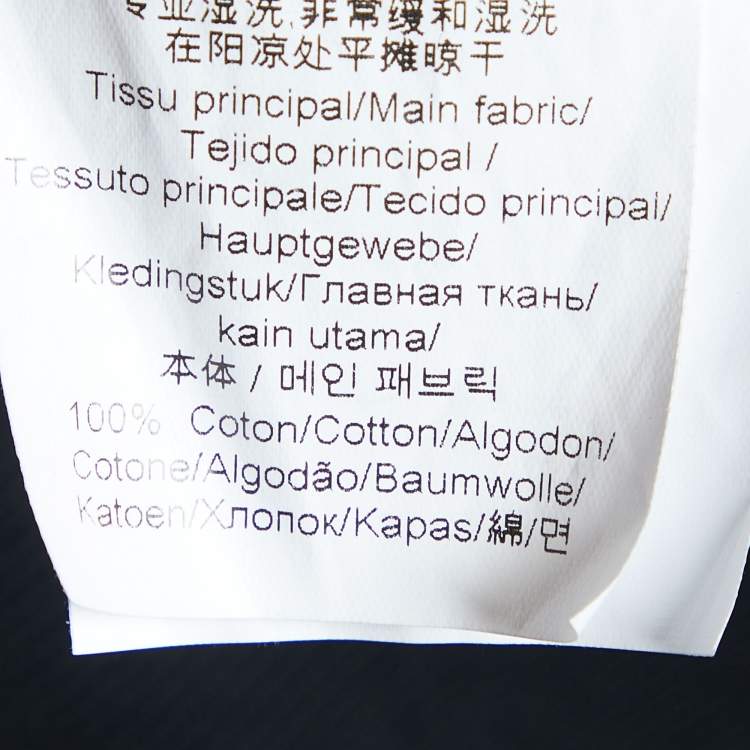 专业湿洗,非常缓和湿洗
在阳凉处平摊晾干
Tissu principal/Main fabric/
Tejido principal /
Tessuto principale/Tecido principal/
Hauptgewebe/
Kledingstuk/Главная ткань/
kain utama/
本体 / 메인 패브릭
100% Coton/Cotton/Algodon/
Cotone/Algodão/Baumwolle/
Katoen/Хлопок/Kapas/綿/면